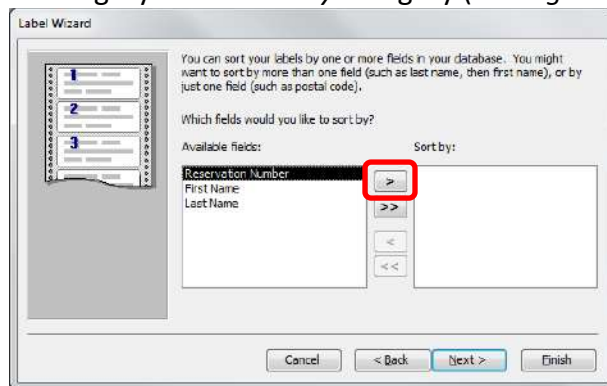 Label Wizard
1
2
3
You can sort your labels by one or more fields in your database. You might
want to sort by more than one field (such as last name, then first name), or by
just one field (such as postal code).
Which fields would you like to sort by?
Available fields:
Sort by:
Reservation Number
First Name
Last Name
>
>>
<
<<
Cancel
< Back
Next >
Finish